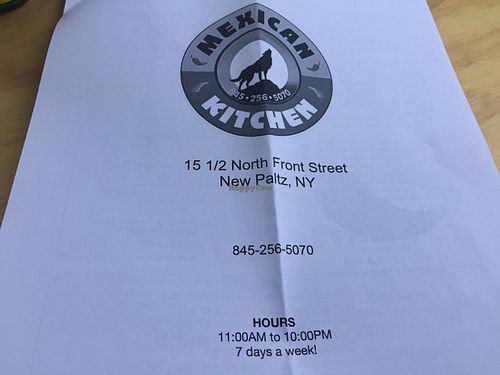 MEXICAN
845 • 256 • 5070
KITCHEN
15 1/2 North Front Street
New Paltz, NY
HappyCow
845-256-5070
HOURS
11:00AM to 10:00PM
7 days a week!